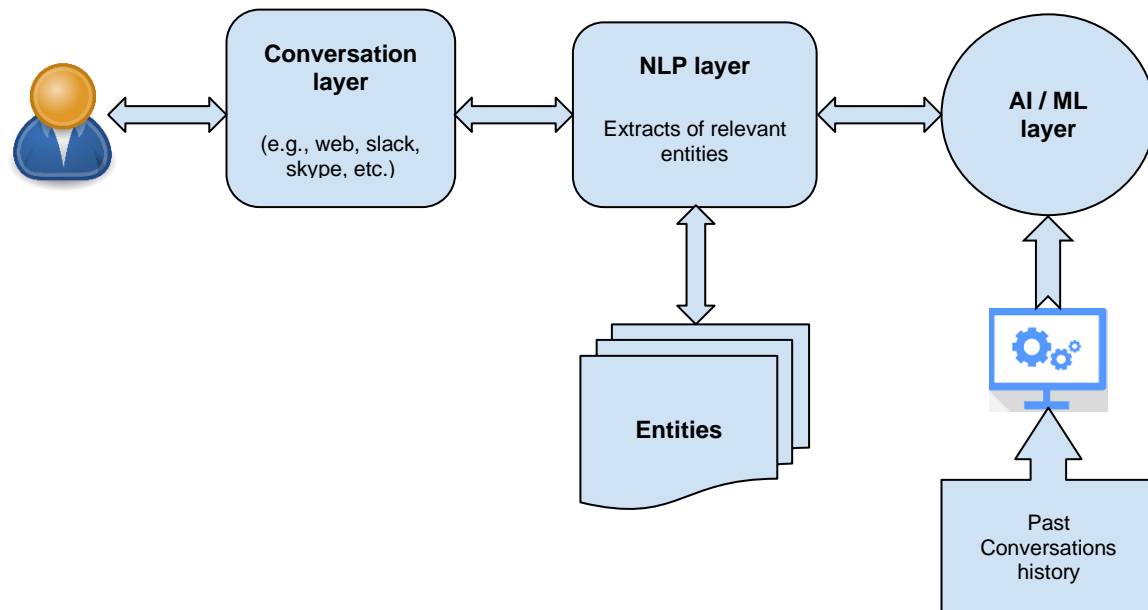 Conversation
layer
(e.g., web, slack,
skype, etc.)
NLP layer
Extracts of relevant
entities
AI / ML
layer
Entities
Past
Conversations
history